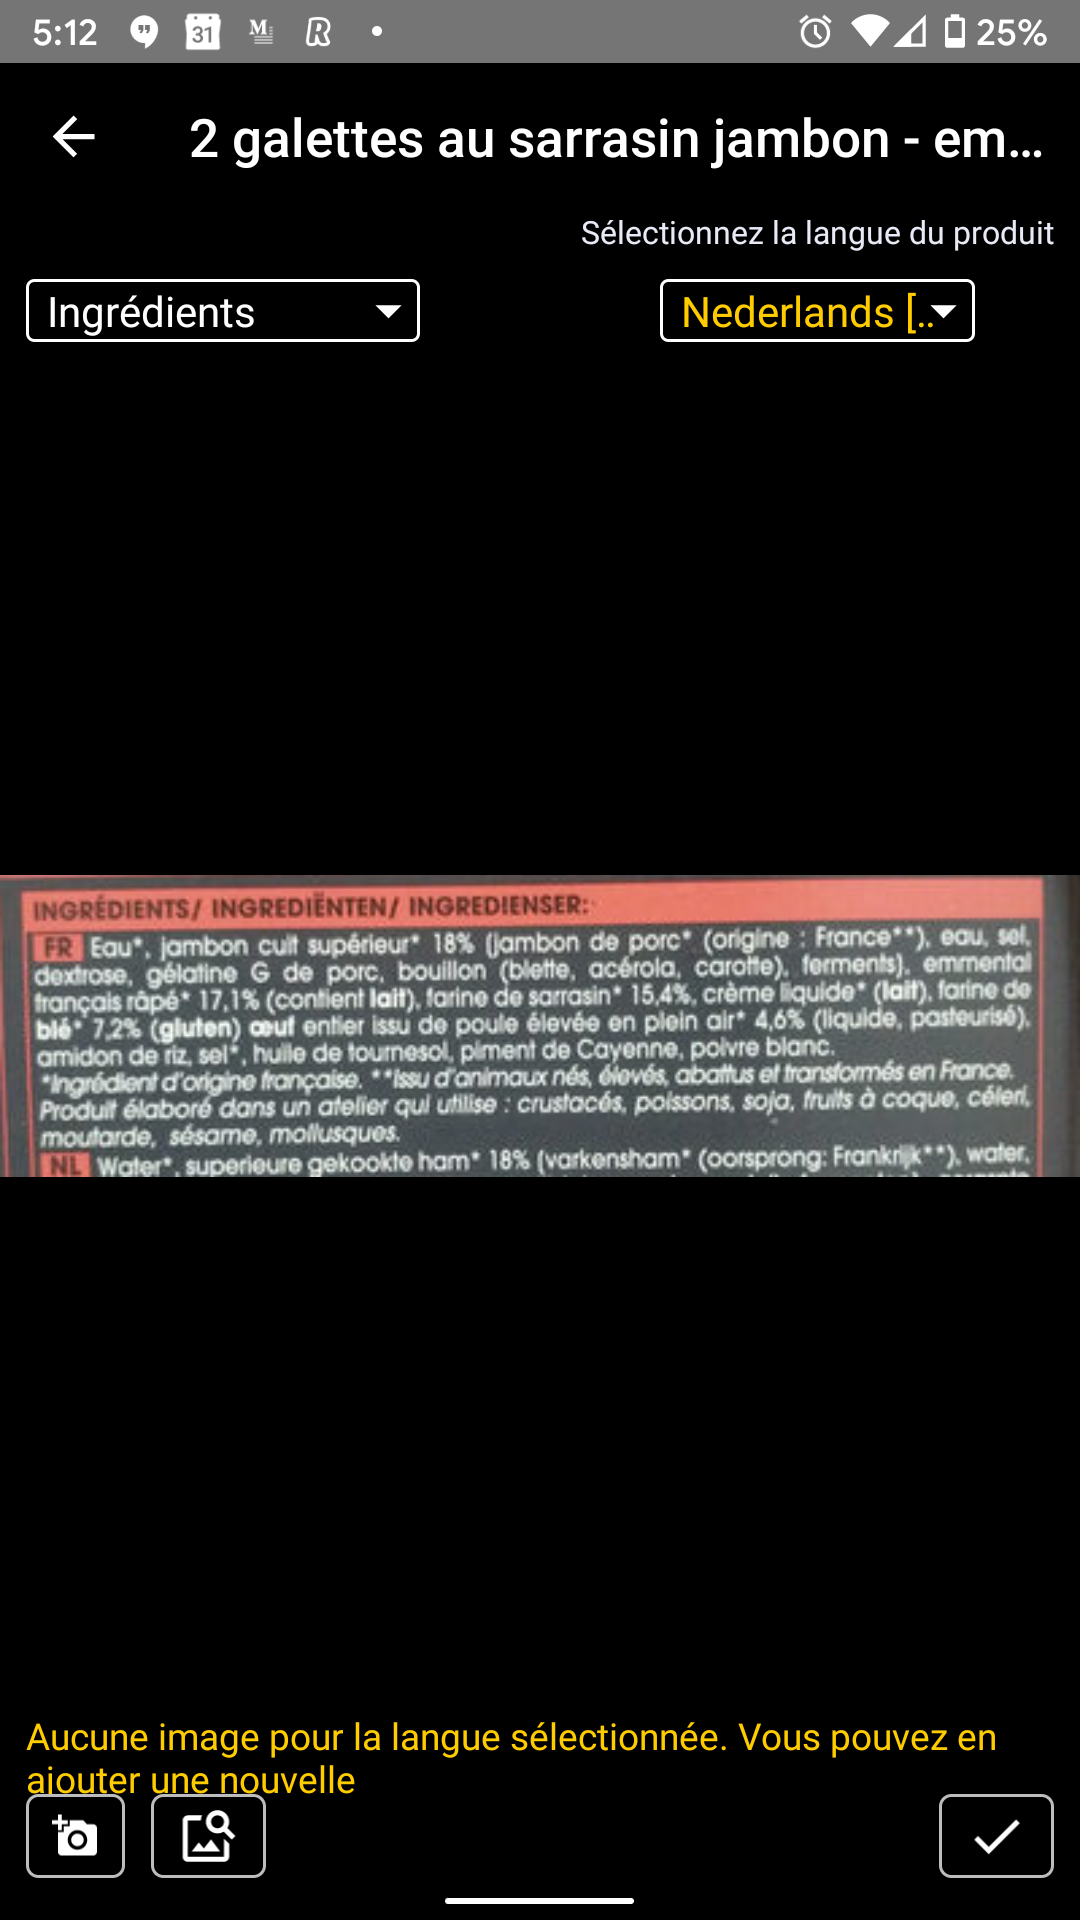 5:12
31
M
R
25%
2 galettes au sarrasin jambon - em...
Sélectionnez la langue du produit
Ingrédients
Nederlands [..
INGRÉDIENTS/ INGREDIËNTEN/ INGREDIENSER:
FR Eau*, jambon cuit supérieur* 18% (jambon de porc* (origine : France**), eau, sel,
dextrose, gélatine G de porc, bouillon (blette, acérola, carotte), ferments), emmental
français râpé* 17,1% (contient lait), farine de sarrasin* 15,4%, crème liquide* (lait), farine de
blé* 7,2% (gluten) œuf entier issu de poule élevée en plein air* 4,6% (liquide, pasteurisé),
amidon de riz, sel*, huile de tournesol, piment de Cayenne, poivre blanc.
*Ingrédient d'origine française. **Issu d'animaux nés, élevés, abattus et transformés en France.
Produit élaboré dans un atelier qui utilise : crustacés, poissons, soja, fruits à coque, céleri,
moutarde, sésame, mollusques.
NL Water*, superieure gekookte ham* 18% (varkensham* (oorsprong: Frankrijk**), water,
Aucune image pour la langue sélectionnée. Vous pouvez en
ajouter une nouvelle